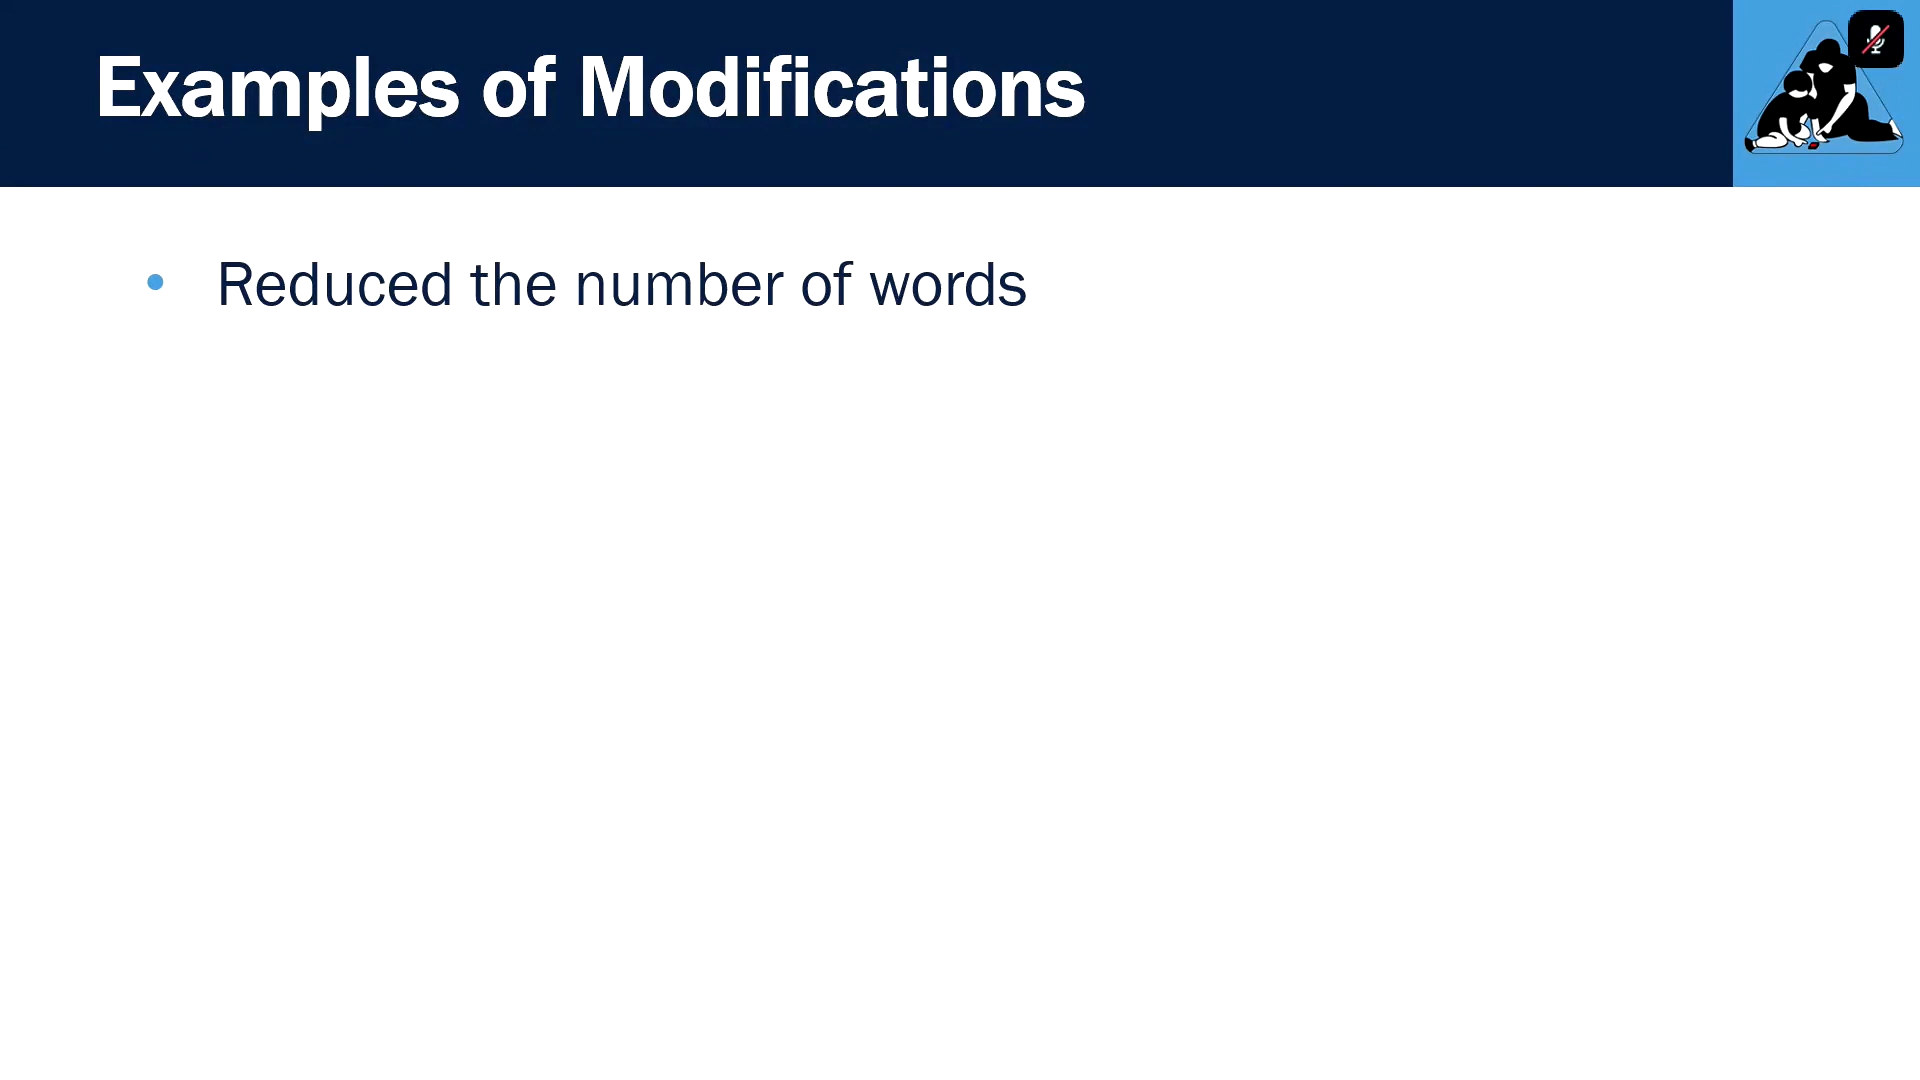 Examples of Modifications
• Reduced the number of words